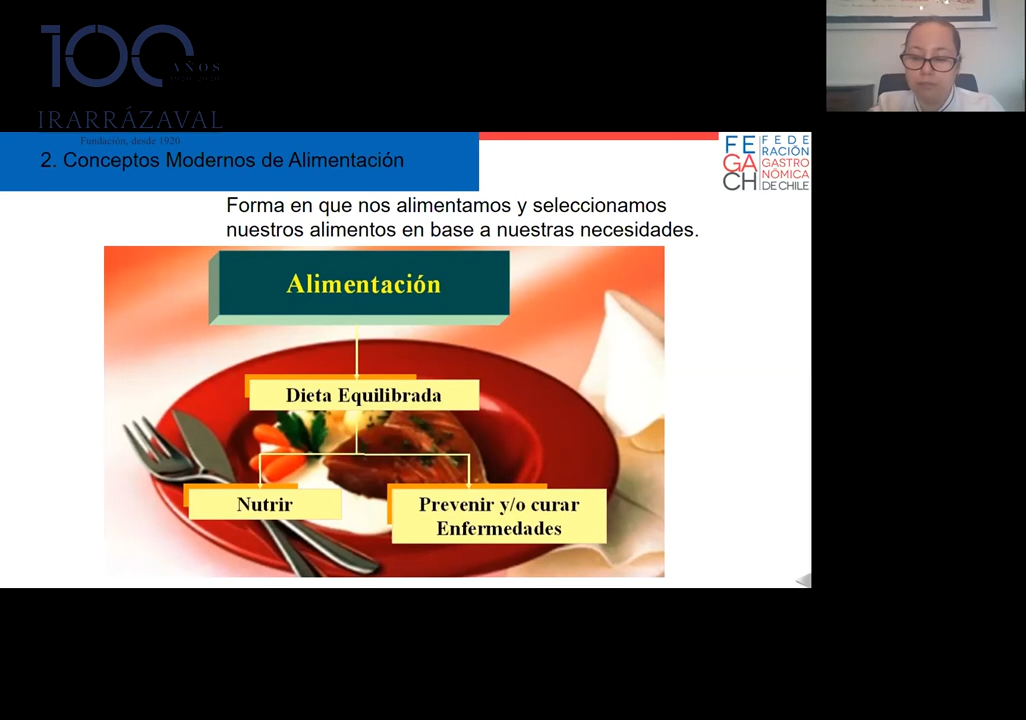 100
AÑOS
IRARRÁZAVAL
Fundación, desde 1920
2. Conceptos Modernos de Alimentación
FE
GA
CH
FEDE
RACIÓN
GASTRO
NÓMICA
DE CHILE
Forma en que nos alimentamos y seleccionamos
nuestros alimentos en base a nuestras necesidades.
Alimentación
Dieta Equilibrada
Nutrir
Prevenir y/o curar
Enfermedades